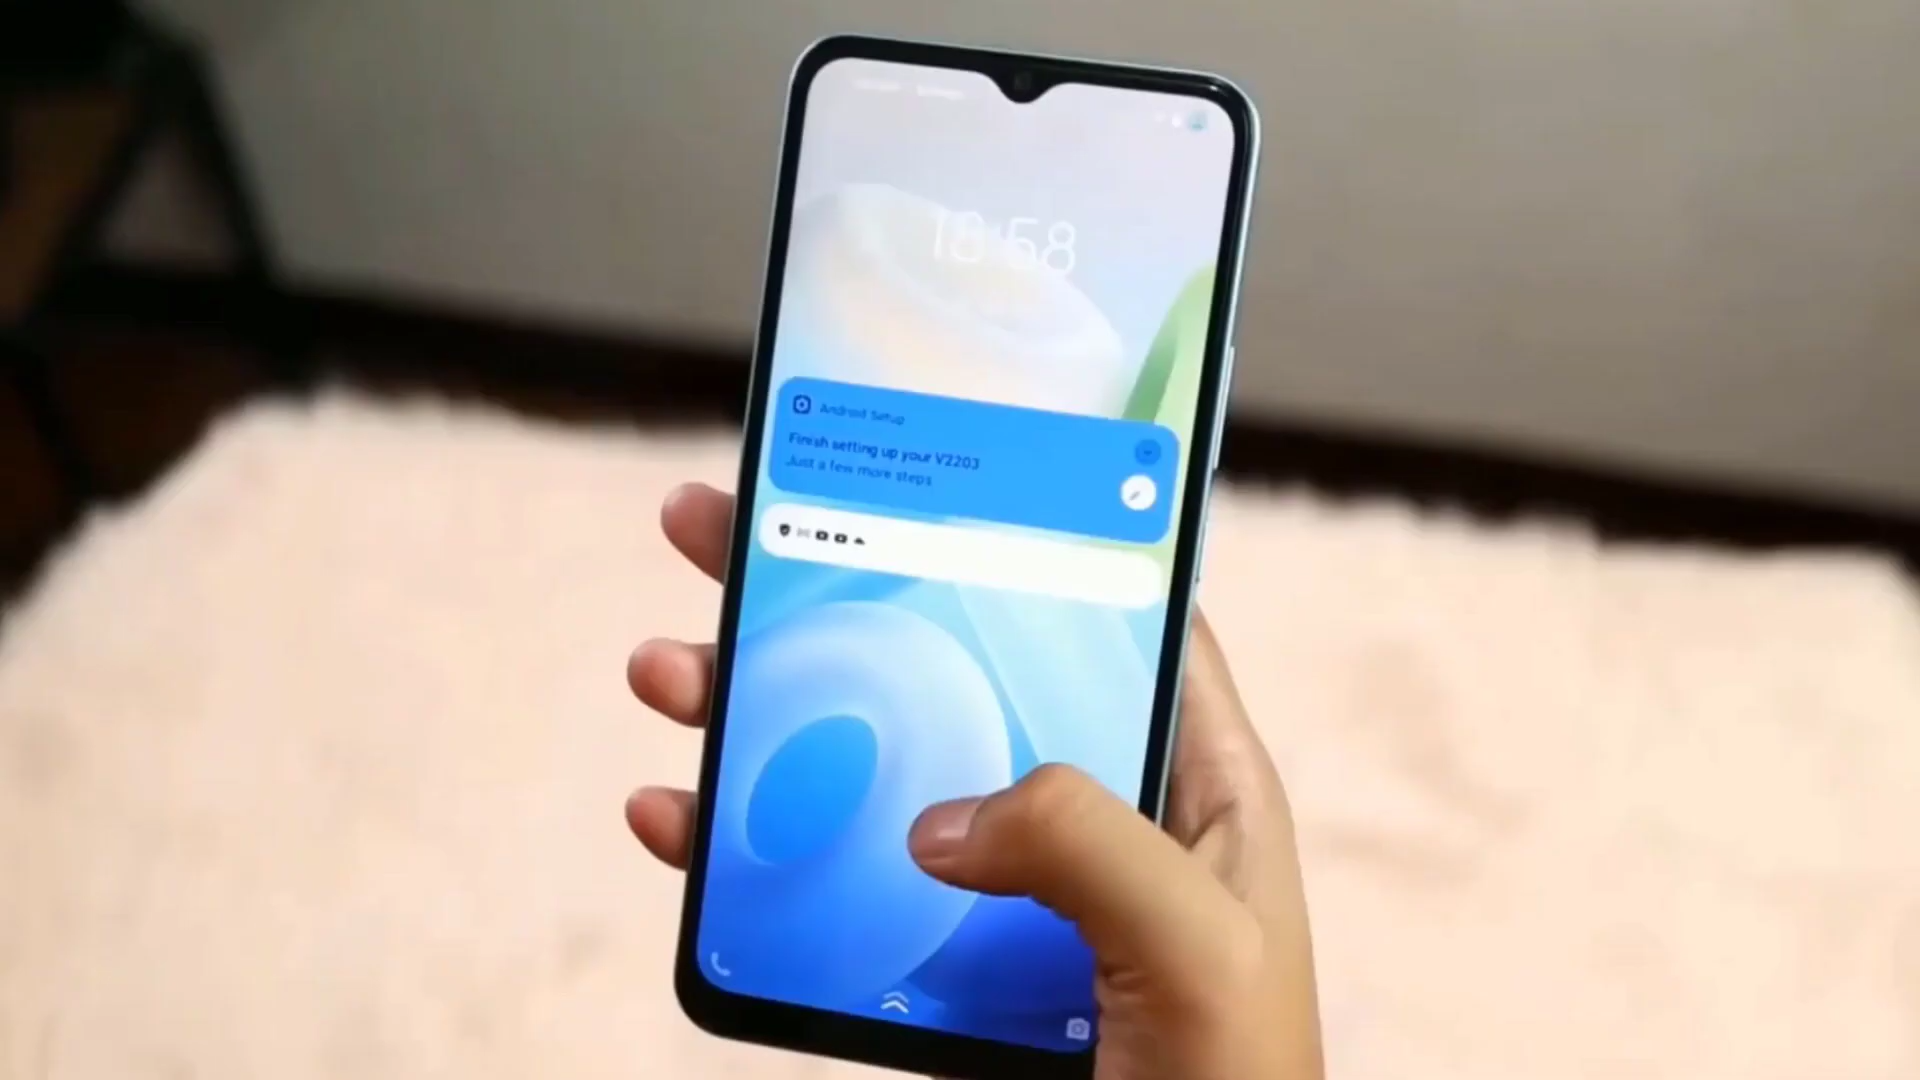 18:58
Android Setup
Finish setting up your V2203
Just a few more steps